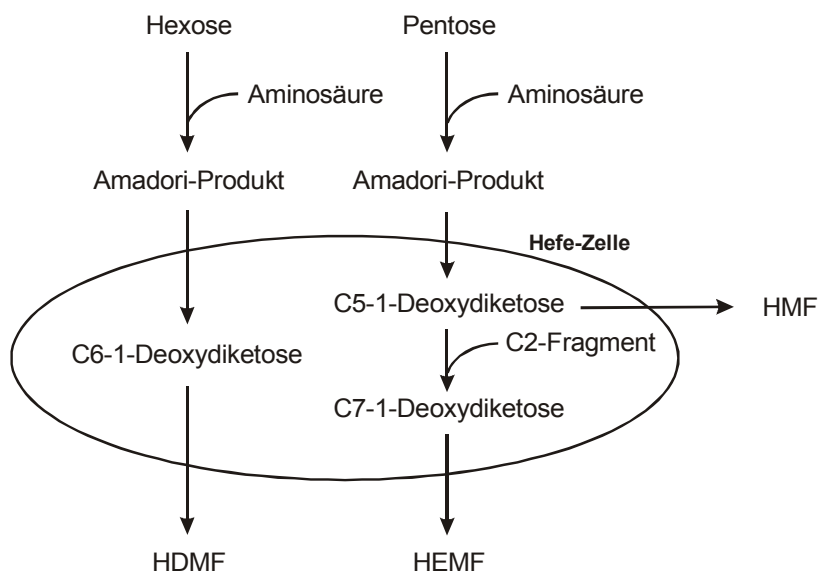 Hexose
Pentose
Aminosäure
Aminosäure
Amadori-Produkt
Amadori-Produkt
Hefe-Zelle
C5-1-Deoxydiketose
HMF
C2-Fragment
C6-1-Deoxydiketose
C7-1-Deoxydiketose
HDMF
HEMF